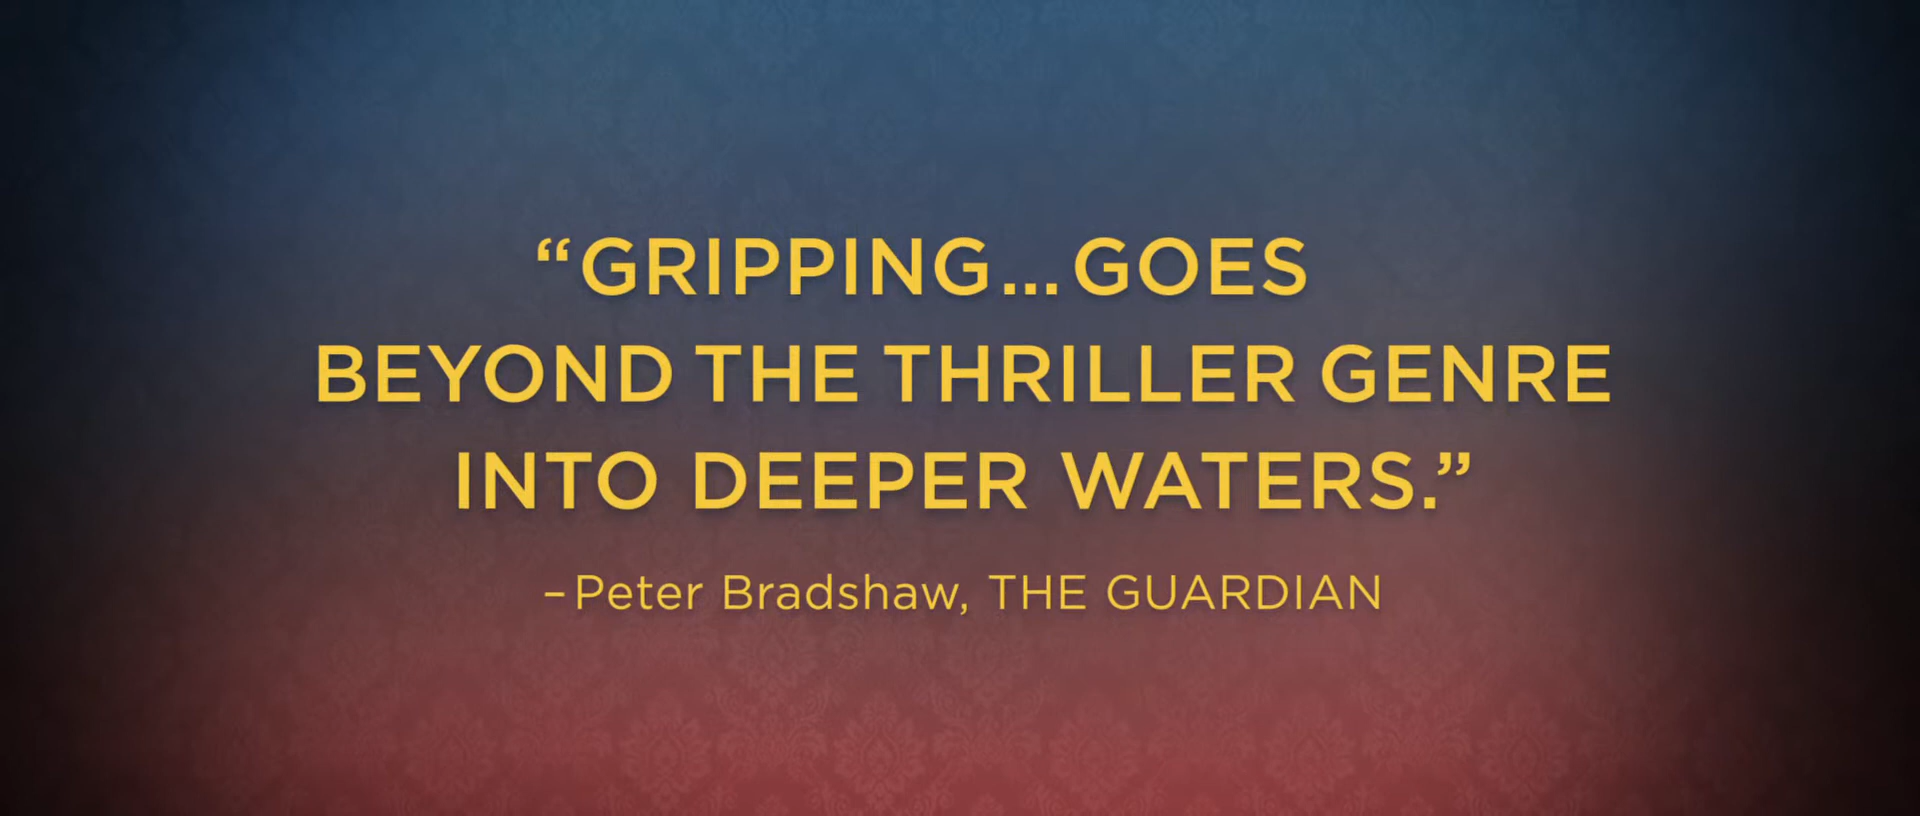 “GRIPPING...GOES
BEYOND THE THRILLER GENRE
INTO DEEPER WATERS.”
–Peter Bradshaw, THE GUARDIAN